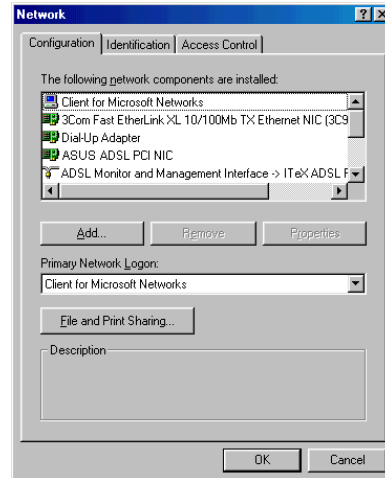 Network
Configuration Identification Access Control
The following network components are installed:
Client for Microsoft Networks
3Com Fast EtherLink XL 10/100Mb TX Ethernet NIC (3C9
Dial-Up Adapter
ASUS ADSL PCI NIC
ADSL Monitor and Management Interface -> ITeX ADSL
Add... Remove Properties
Primary Network Logon:
Client for Microsoft Networks
File and Print Sharing...
Description
OK Cancel